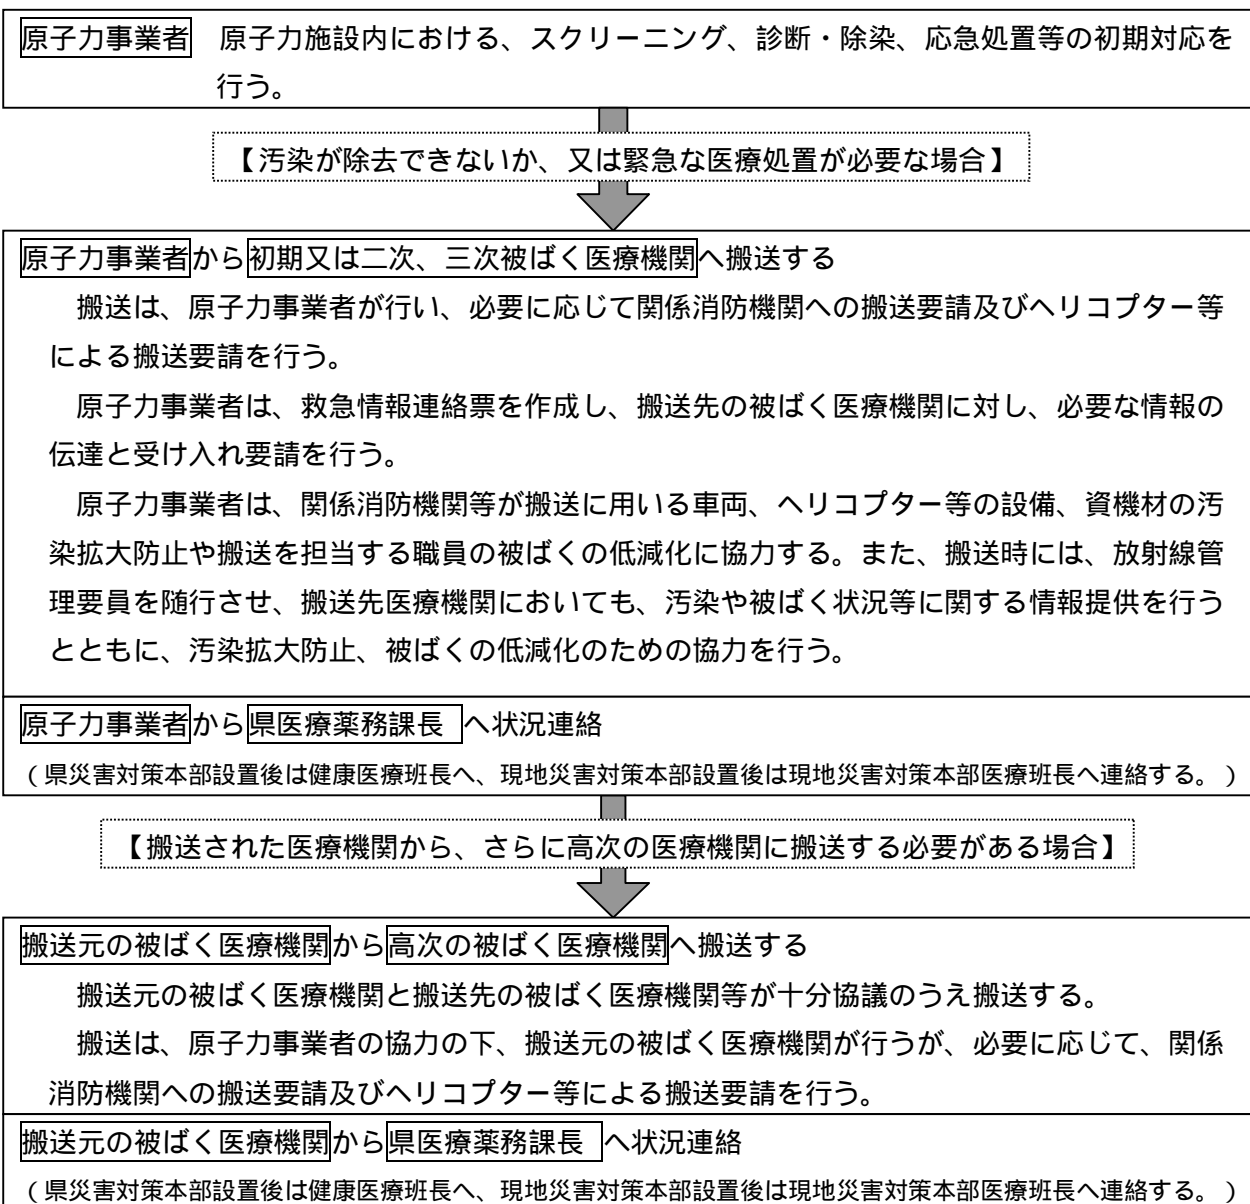 原子力事業者　原子力施設内における、スクリーニング、診断・除染、応急処置等の初期対応を
行う。
【汚染が除去できないか、又は緊急な医療処置が必要な場合】
原子力事業者から初期又は二次、三次被ばく医療機関へ搬送する
搬送は、原子力事業者が行い、必要に応じて関係消防機関への搬送要請及びヘリコプター等
による搬送要請を行う。
原子力事業者は、救急情報連絡票を作成し、搬送先の被ばく医療機関に対し、必要な情報の
伝達と受け入れ要請を行う。
原子力事業者は、関係消防機関等が搬送に用いる車両、ヘリコプター等の設備、資機材の汚
染拡大防止や搬送を担当する職員の被ばくの低減化に協力する。また、搬送時には、放射線管
理要員を随行させ、搬送先医療機関においても、汚染や被ばく状況等に関する情報提供を行う
とともに、汚染拡大防止、被ばくの低減化のための協力を行う。
原子力事業者から県医療薬務課長 へ状況連絡
（県災害対策本部設置後は健康医療班長へ、現地災害対策本部設置後は現地災害対策本部医療班長へ連絡する。）
【搬送された医療機関から、さらに高次の医療機関に搬送する必要がある場合】
搬送元の被ばく医療機関から高次の被ばく医療機関へ搬送する
搬送元の被ばく医療機関と搬送先の被ばく医療機関等が十分協議のうえ搬送する。
搬送は、原子力事業者の協力の下、搬送元の被ばく医療機関が行うが、必要に応じて、関係
消防機関への搬送要請及びヘリコプター等による搬送要請を行う。
搬送元の被ばく医療機関から県医療薬務課長 へ状況連絡
（県災害対策本部設置後は健康医療班長へ、現地災害対策本部設置後は現地災害対策本部医療班長へ連絡する。）